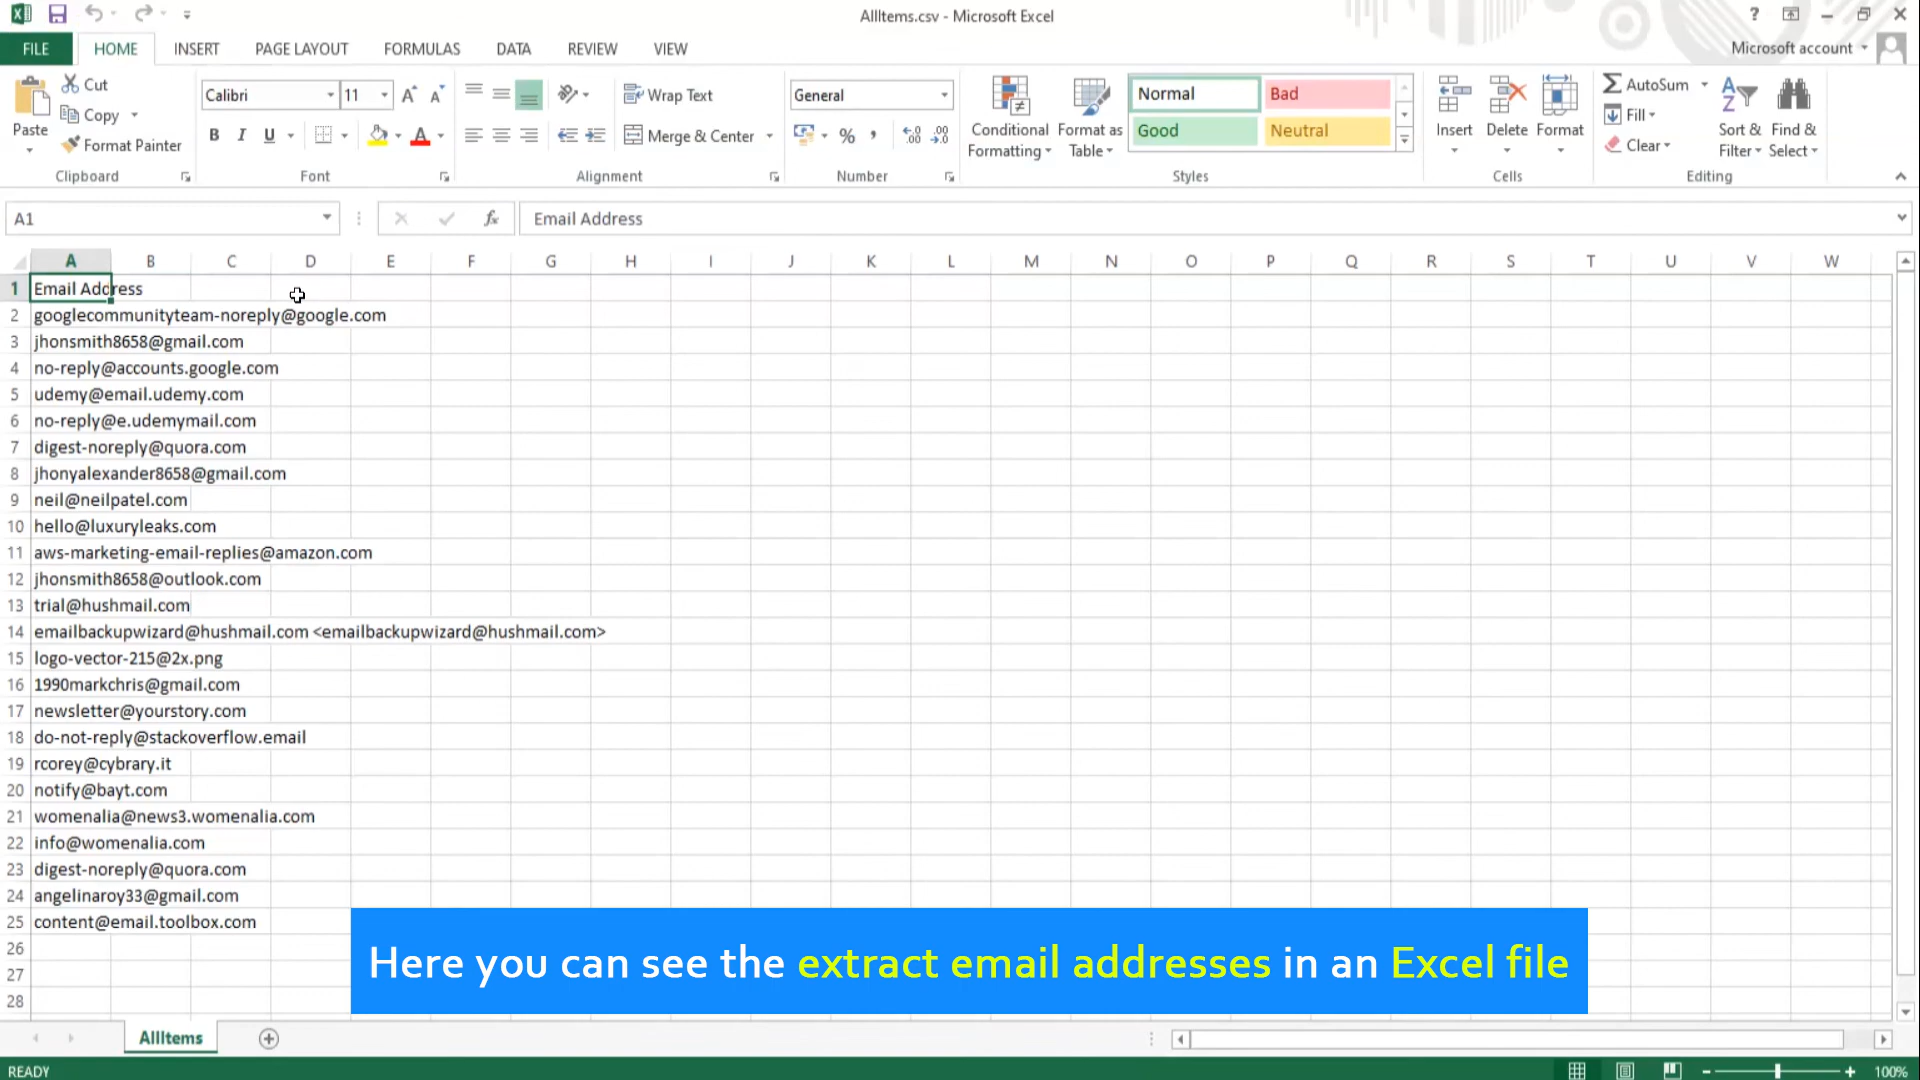 AllItems.csv - Microsoft Excel
?
FILE HOME INSERT PAGE LAYOUT FORMULAS DATA REVIEW VIEW Microsoft account
Paste
Cut
Copy
Format Painter
Clipboard
Calibri 11
B I U
Font
Wrap Text
Merge & Center
Alignment
General
%
Number
Conditional Formatting
Format as Table
Normal Bad
Good Neutral
Styles
Insert Delete Format
Cells
AutoSum
Fill
Clear
Sort & Filter
Find & Select
Editing
A1 fx Email Address
A B C D E F G H I J K L M N O P Q R S T U V W
1 Email Address
2 googlecommunityteam-noreply@google.com
3 jhonsmith8658@gmail.com
4 no-reply@accounts.google.com
5 udemy@email.udemy.com
6 no-reply@e.udemymail.com
7 digest-noreply@quora.com
8 jhonyalexander8658@gmail.com
9 neil@neilpatel.com
10 hello@luxuryleaks.com
11 aws-marketing-email-replies@amazon.com
12 jhonsmith8658@outlook.com
13 trial@hushmail.com
14 emailbackupwizard@hushmail.com <emailbackupwizard@hushmail.com>
15 logo-vector-215@2x.png
16 1990markchris@gmail.com
17 newsletter@yourstory.com
18 do-not-reply@stackoverflow.email
19 rcorey@cybrary.it
20 notify@bayt.com
21 womenalia@news3.womenalia.com
22 info@womenalia.com
23 digest-noreply@quora.com
24 angelinaroy33@gmail.com
25 content@email.toolbox.com
26
27
28
Here you can see the extract email addresses in an Excel file
AllItems
READY 100%